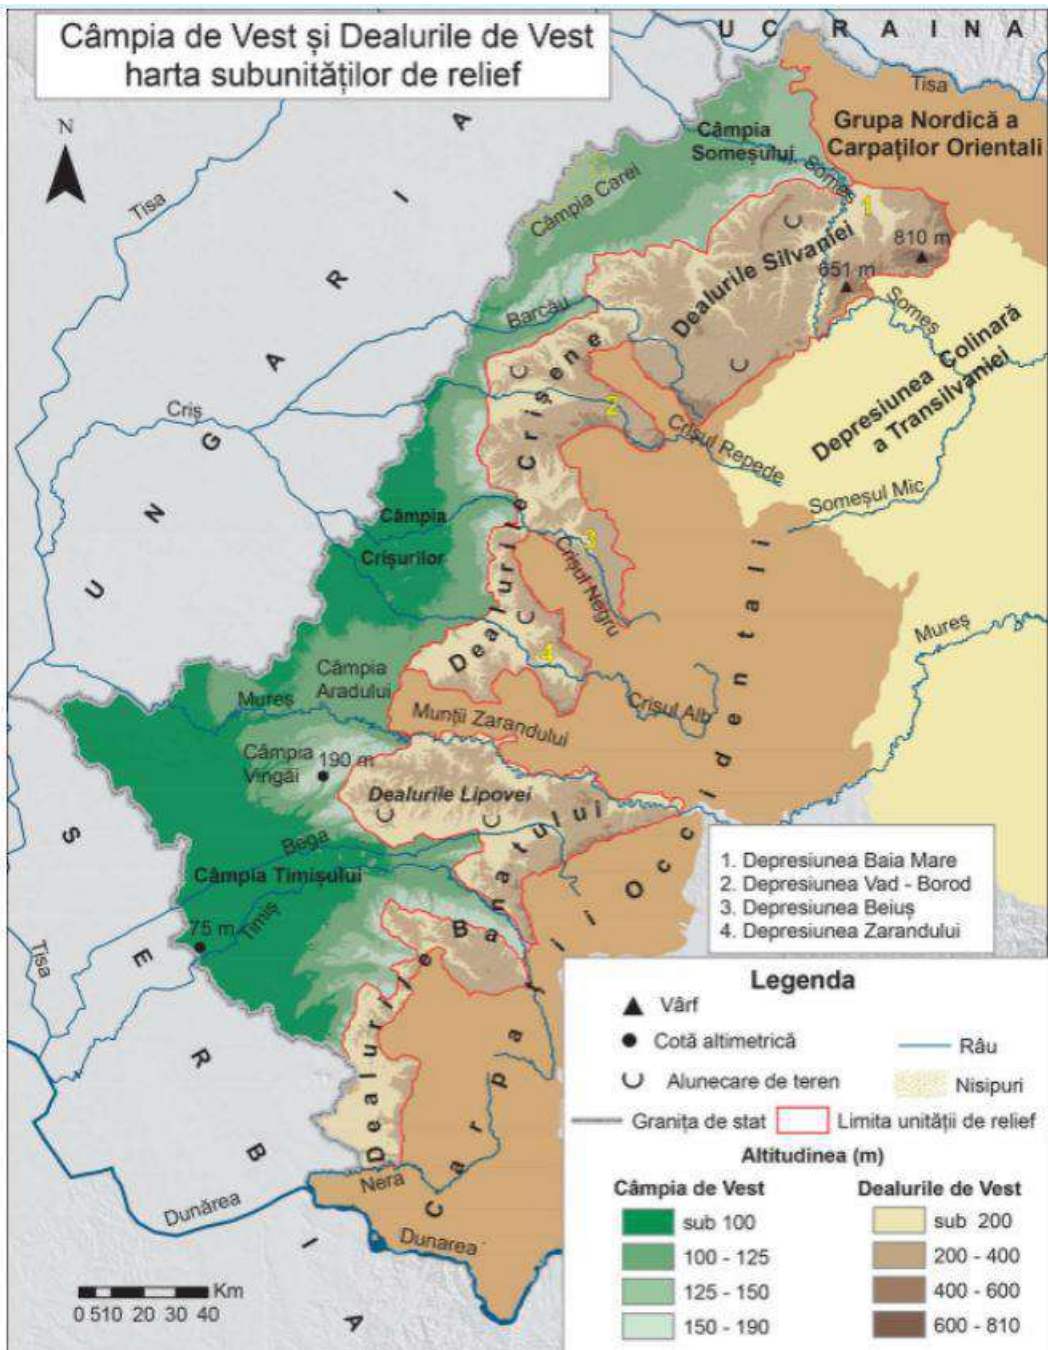 Câmpia de Vest și Dealurile de Vest
harta subunităților de relief
UCRAINA
N
Tisa
Grupa Nordică a
Carpaților Orientali
Câmpia
Someșului
Someș
Câmpia Carei
Tisa
UNGARIA
1
810 m
651 m
Dealurile Silvaniei
Someș
Barcău
Depresiunea Colinară
a Transilvaniei
Criș
2
Crișul Repede
Someșul Mic
Dealurile Crișene
Câmpia
Crișurilor
3
Crișul Negru
Mureș
4
Câmpia
Aradului
Mureș
Crișul Alb
Munții Zarandului
Câmpia
Vingăi
190 m
Dealurile Lipovei
Bega
Câmpia Timișului
Timiș
75 m
Tisa
SERBIA
Dealurile Banatului
Carpații Occidentali
Nera
Dunărea
Dunarea
1. Depresiunea Baia Mare
2. Depresiunea Vad - Borod
3. Depresiunea Beiuș
4. Depresiunea Zarandului
Legenda
Vârf
Cotă altimetrică
Râu
Alunecare de teren
Nisipuri
Granița de stat
Limita unității de relief
Altitudinea (m)
Câmpia de Vest
Dealurile de Vest
sub 100
sub 200
100 - 125
200 - 400
125 - 150
400 - 600
150 - 190
600 - 810
Km
0 5 10 20 30 40